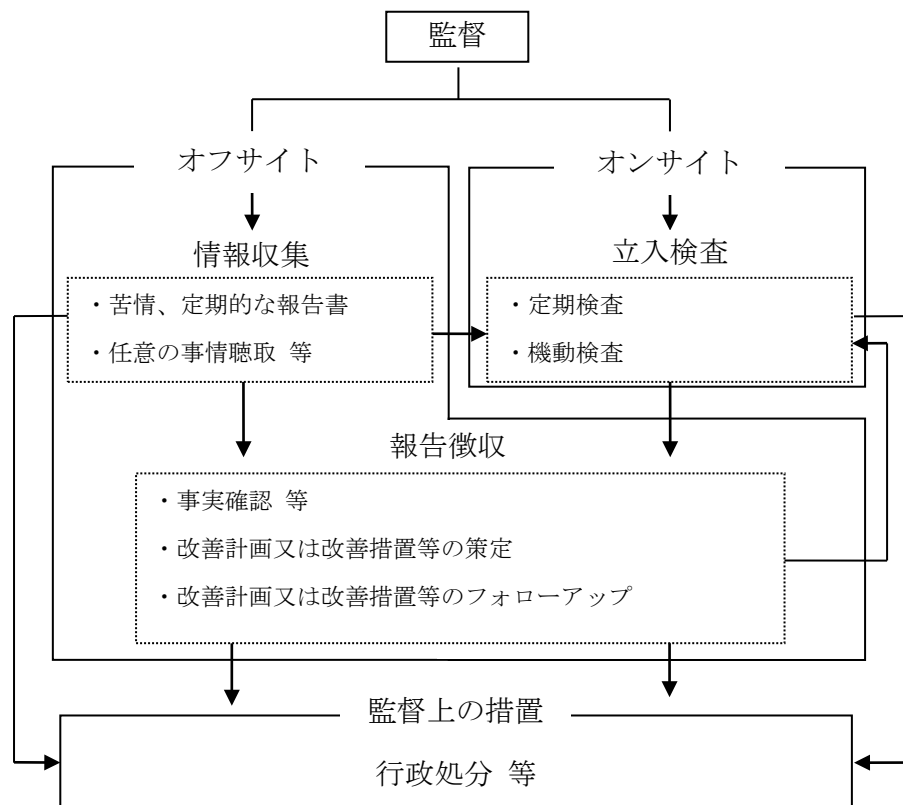 監督
オフサイト
オンサイト
情報収集
・苦情、定期的な報告書
・任意の事情聴取 等
立入検査
・定期検査
・機動検査
報告徴収
・事実確認 等
・改善計画又は改善措置等の策定
・改善計画又は改善措置等のフォローアップ
監督上の措置
行政処分 等